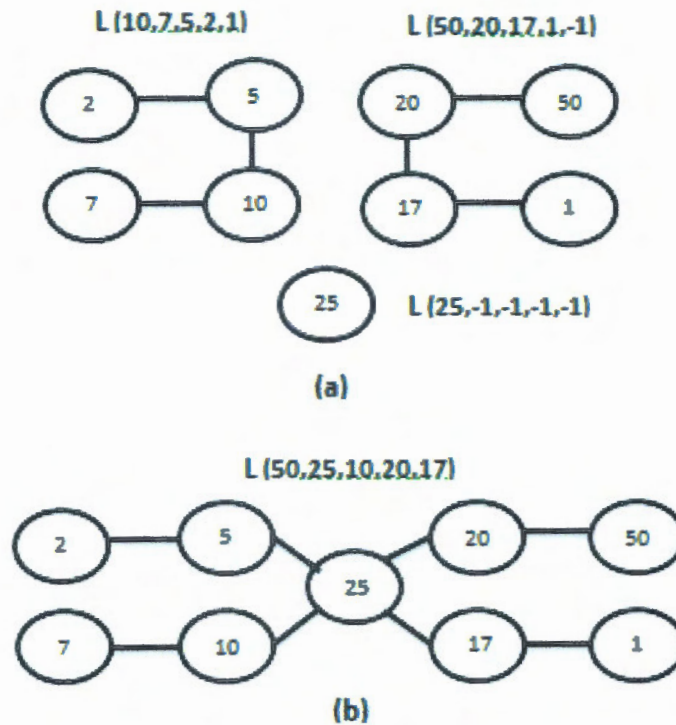 L (10,7,5,2,1) L (50,20,17,1,-1)
2 5 20 50
7 10 17 1
25 L (25,-1,-1,-1,-1)
(a)
L (50,25,10,20,17)
2 5 20 50
25
7 10 17 1
(b)